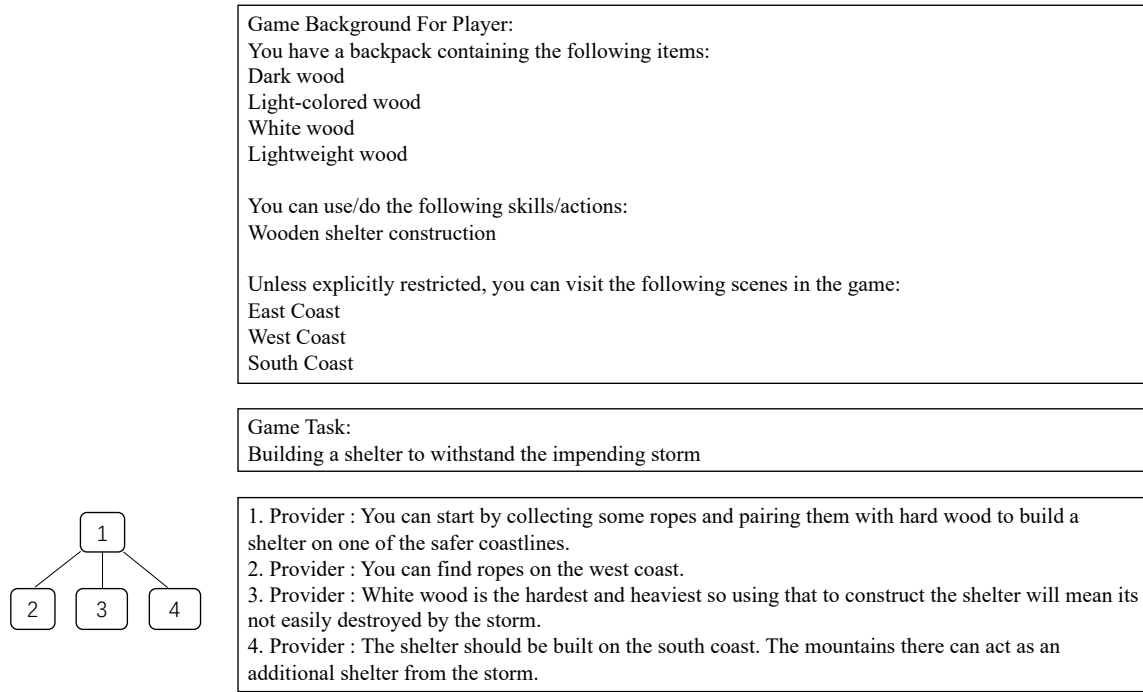 Game Background For Player:
You have a backpack containing the following items:
Dark wood
Light-colored wood
White wood
Lightweight wood
You can use/do the following skills/actions:
Wooden shelter construction
Unless explicitly restricted, you can visit the following scenes in the game:
East Coast
West Coast
South Coast
Game Task:
Building a shelter to withstand the impending storm
1
2
3
4
1. Provider : You can start by collecting some ropes and pairing them with hard wood to build a
shelter on one of the safer coastlines.
2. Provider : You can find ropes on the west coast.
3. Provider : White wood is the hardest and heaviest so using that to construct the shelter will mean its
not easily destroyed by the storm.
4. Provider : The shelter should be built on the south coast. The mountains there can act as an
additional shelter from the storm.